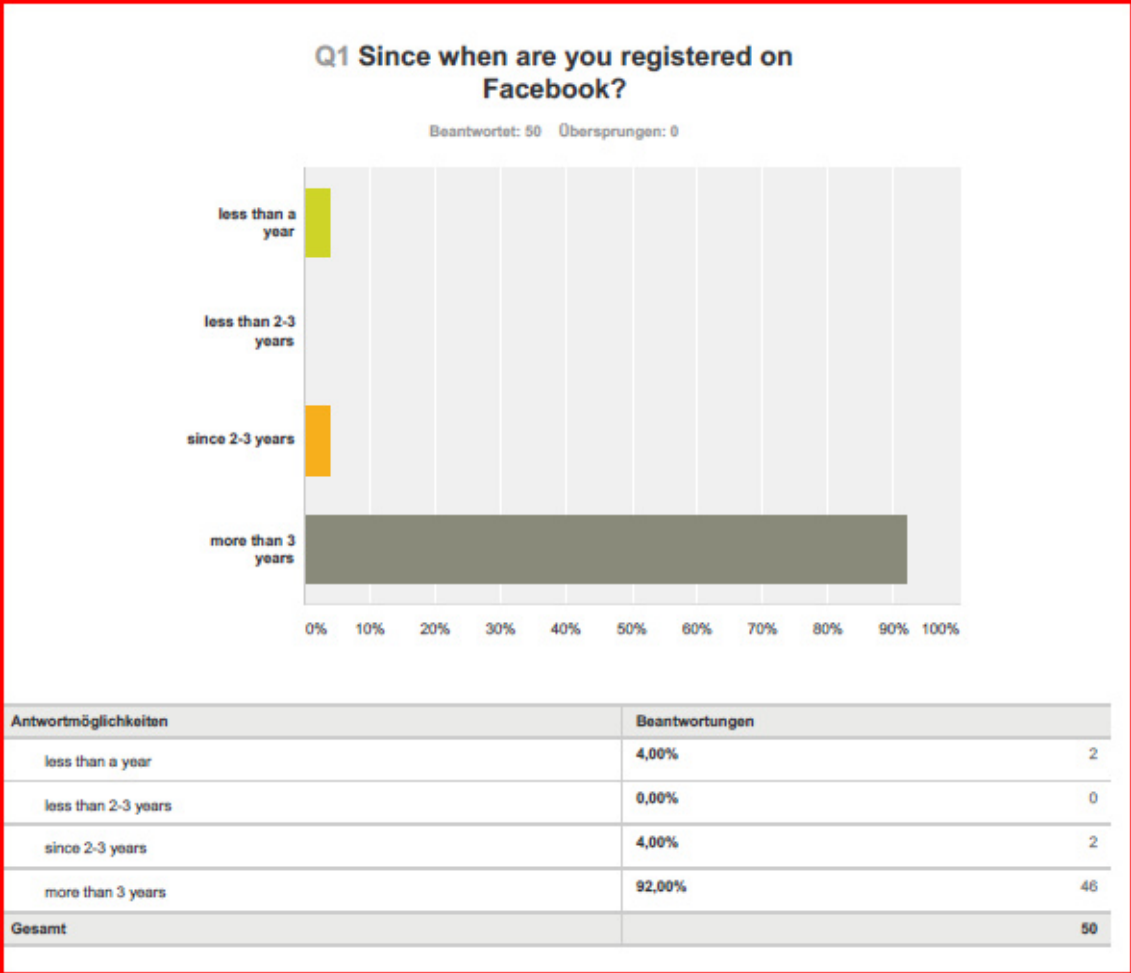 Q1 Since when are you registered on
Facebook?
Beantwortet: 50 Übersprungen: 0
less than a
year
less than 2-3
years
since 2-3 years
more than 3
years
0% 10% 20% 30% 40% 50% 60% 70% 80% 90% 100%
Antwortmöglichkeiten Beantwortungen
less than a year 4,00% 2
less than 2-3 years 0,00% 0
since 2-3 years 4,00% 2
more than 3 years 92,00% 46
Gesamt 50